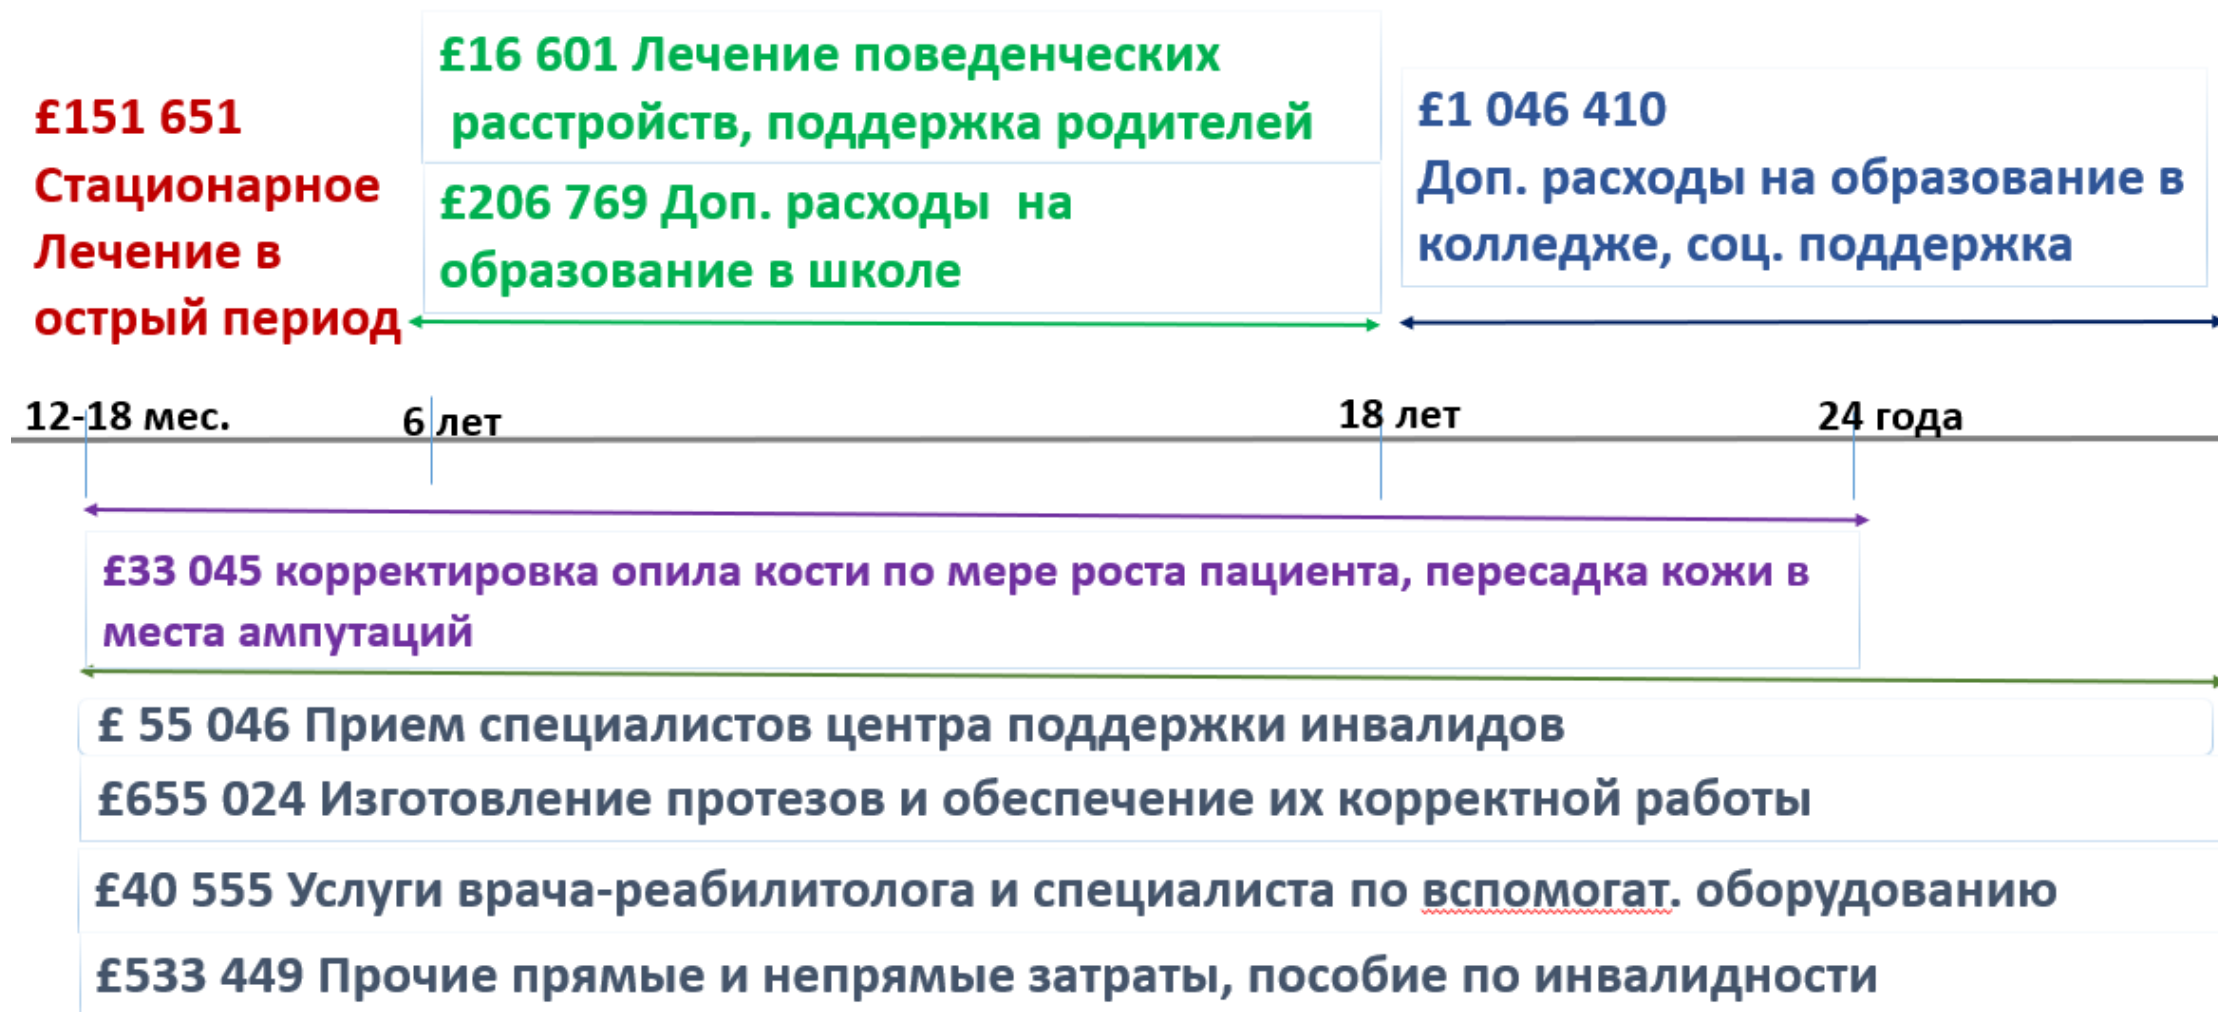 £151 651
Стационарное
Лечение в
острый период
£16 601 Лечение поведенческих
расстройств, поддержка родителей
£206 769 Доп. расходы на
образование в школе
£1 046 410
Доп. расходы на образование в
колледже, соц. поддержка
12-18 мес.
6 лет
18 лет
24 года
£33 045 корректировка опила кости по мере роста пациента, пересадка кожи в
места ампутаций
£ 55 046 Прием специалистов центра поддержки инвалидов
£655 024 Изготовление протезов и обеспечение их корректной работы
£40 555 Услуги врача-реабилитолога и специалиста по вспомогат. оборудованию
£533 449 Прочие прямые и непрямые затраты, пособие по инвалидности